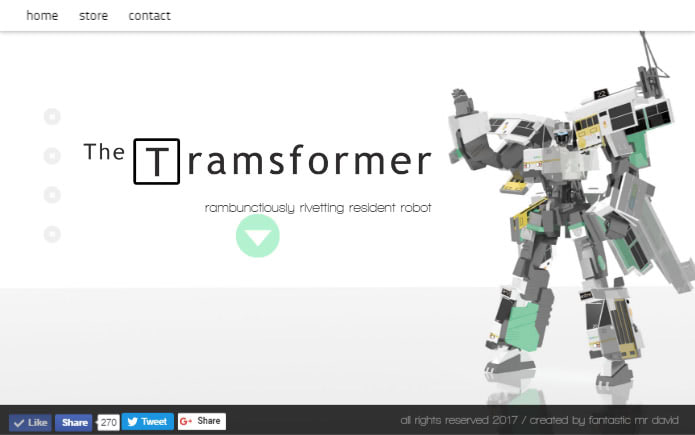 home store contact
The Tramsformer
rambunctiously rivetting resident robot
Like Share 270 Tweet G+ Share
all rights reserved 2017 / created by fantastic mr david